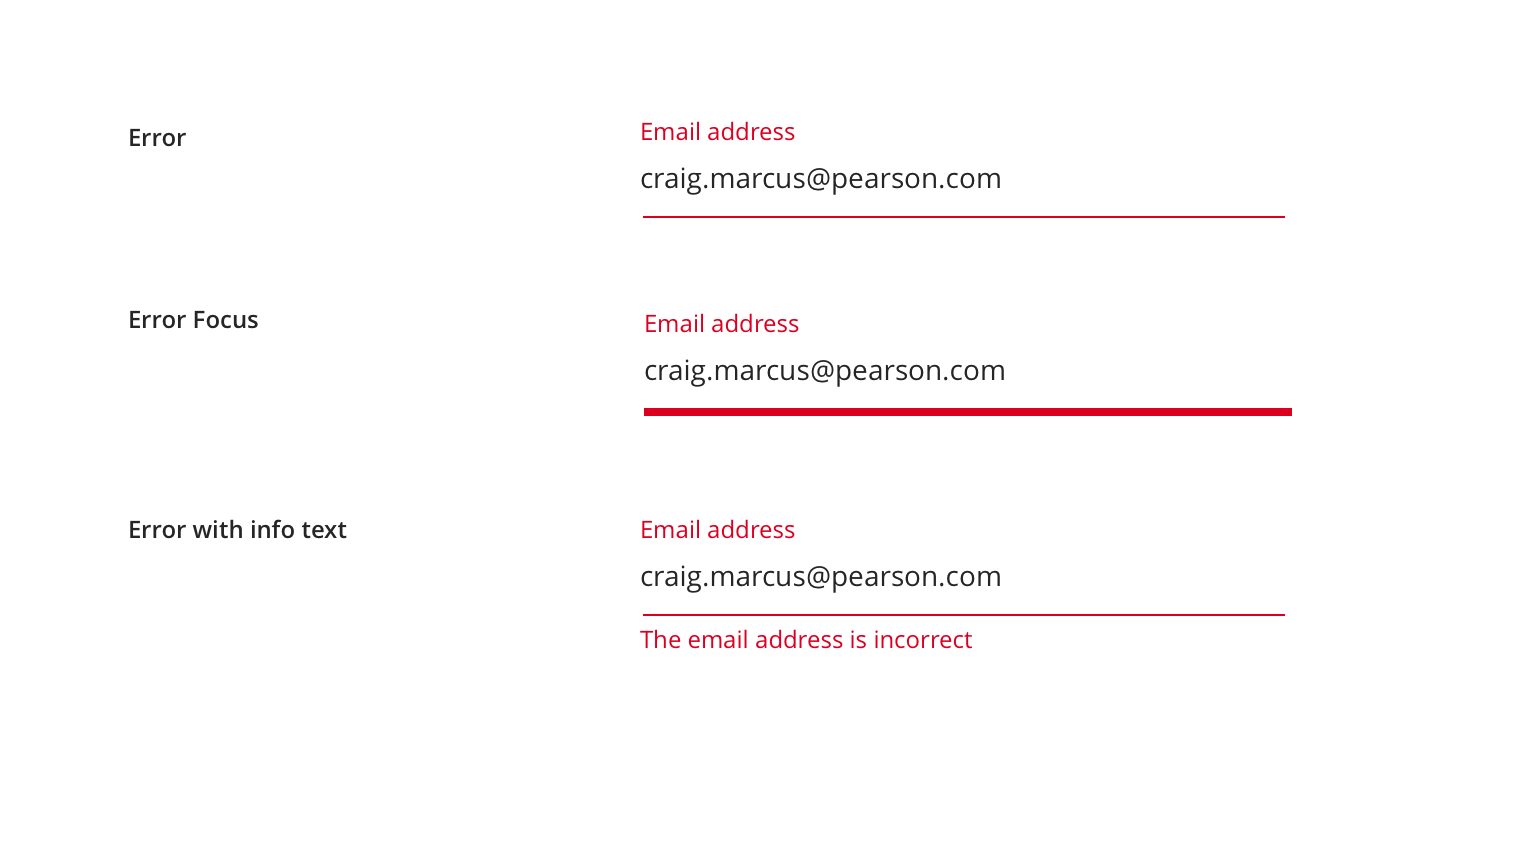 Error
Email address
craig.marcus@pearson.com
Error Focus
Email address
craig.marcus@pearson.com
Error with info text
Email address
craig.marcus@pearson.com
The email address is incorrect